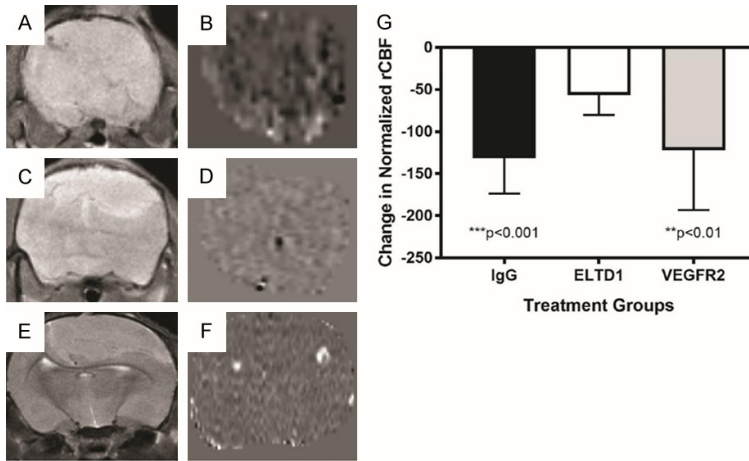 A
B
G
C
D
E
F
Change in Normalized rCBF
0
-50
-100
-150
-200
-250
***p<0.001
**p<0.01
IgG
ELTD1
VEGFR2
Treatment Groups